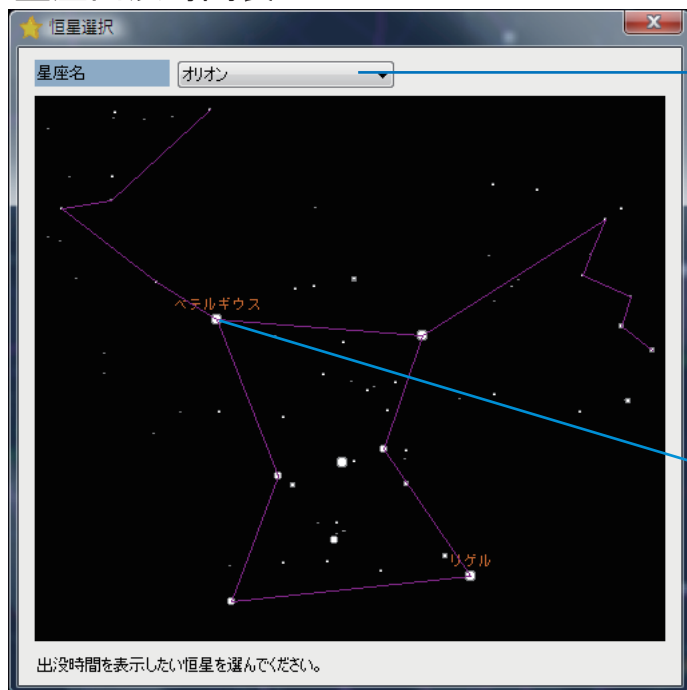 恒星選択
星座名 オリオン
ベテルギウス
リゲル
出没時間を表示したい恒星を選んでください。